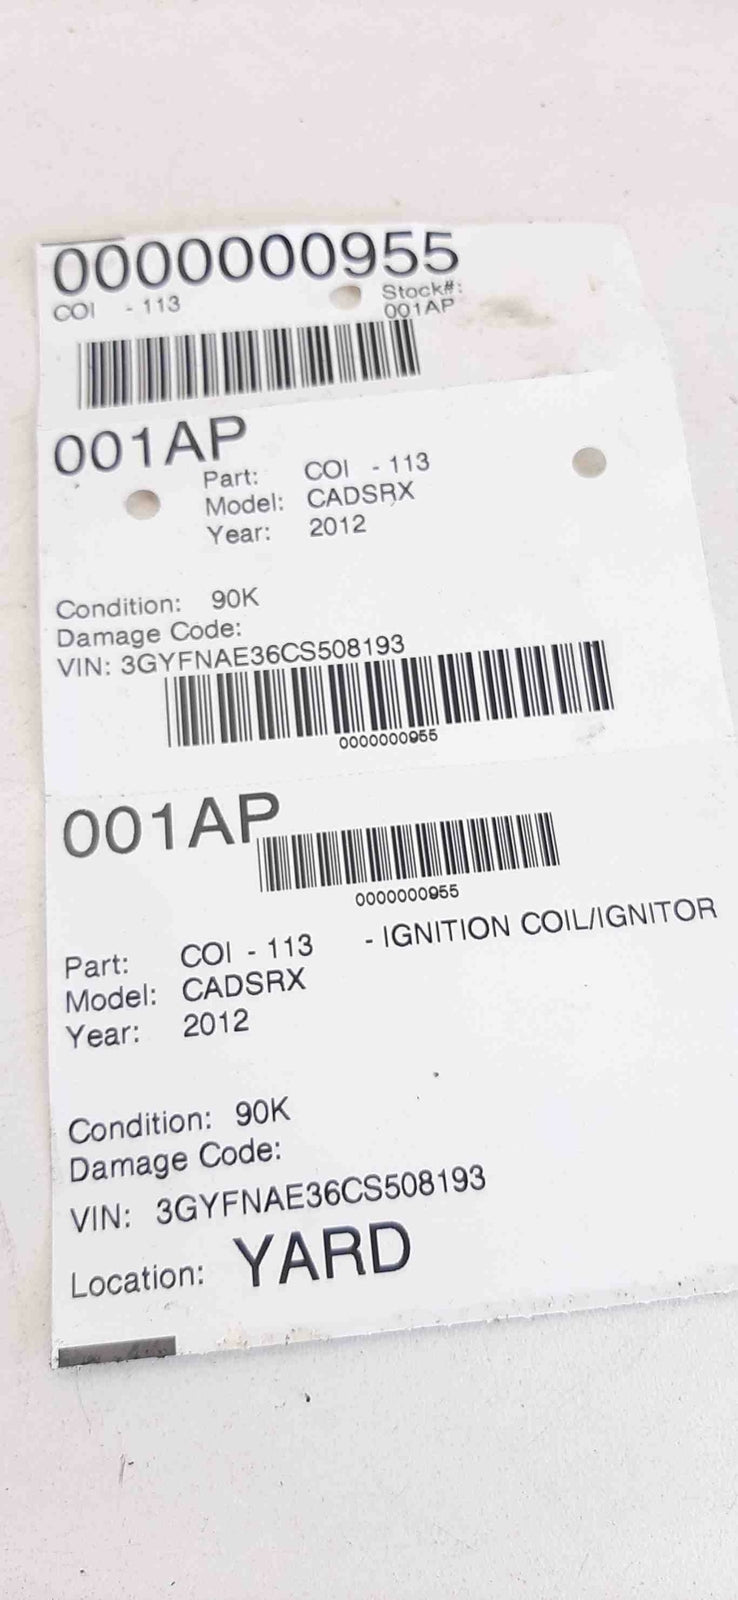 0000000955
COI - 113
Stock#:
001AP
001AP
Part: COI - 113
Model: CADSRX
Year: 2012
Condition: 90K
Damage Code:
VIN: 3GYFNAE36CS508193
0000000955
001AP
0000000955
Part: COI - 113 - IGNITION COIL/IGNITOR
Model: CADSRX
Year: 2012
Condition: 90K
Damage Code:
VIN: 3GYFNAE36CS508193
Location: YARD